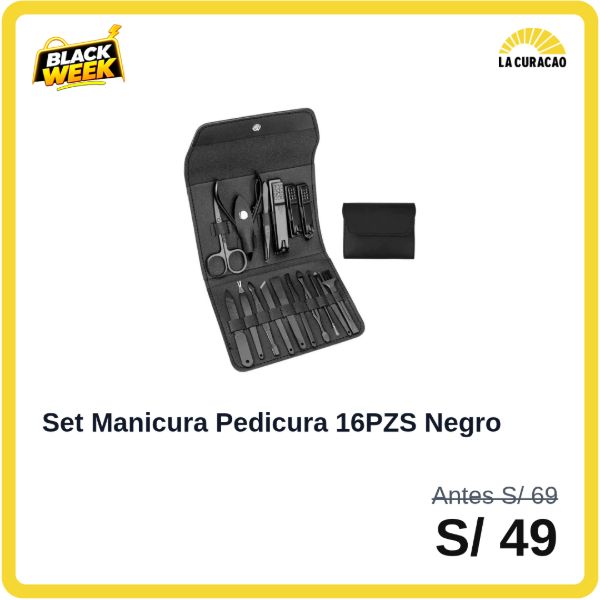 BLACK
WEEK
LA CURACAO
Set Manicura Pedicura 16PZS Negro
Antes S/ 69
S/ 49